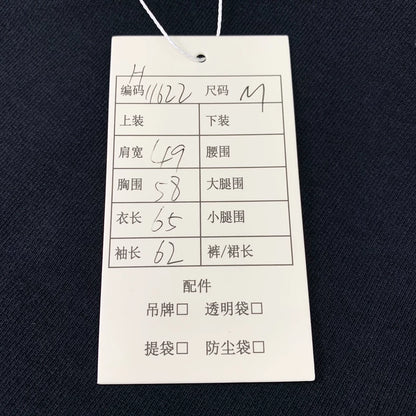 H
编码 11622 尺码 M
上装 下装
肩宽 49 腰围
胸围 58 大腿围
衣长 65 小腿围
袖长 62 裤/裙长
配件
吊牌□ 透明袋□
提袋□ 防尘袋□